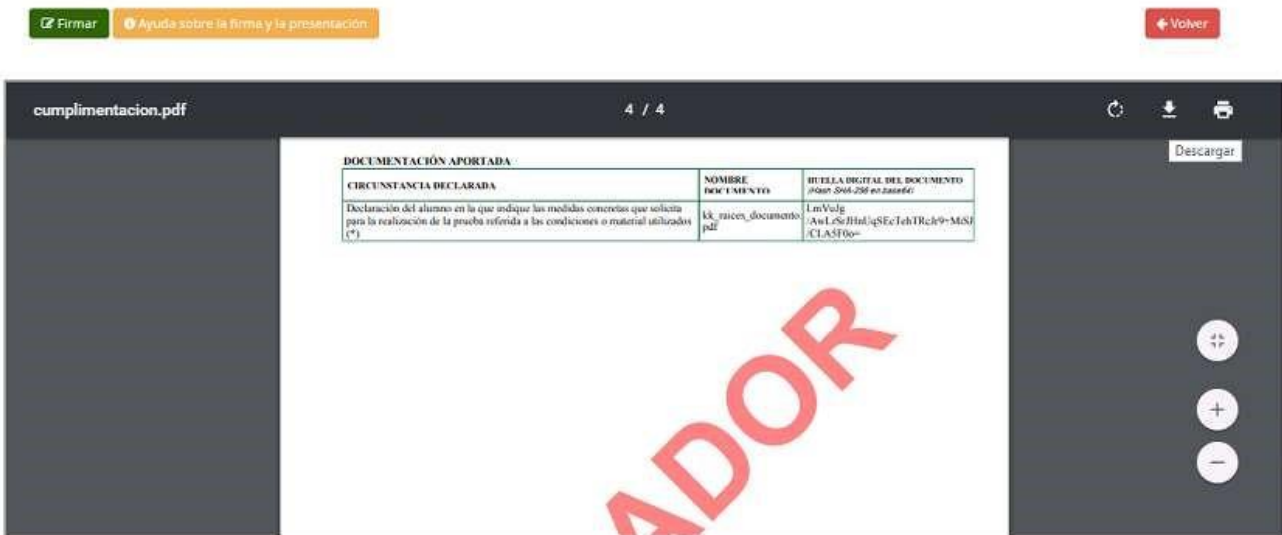 Firmar
Ayuda sobre la firma y la presentación
Volver
cumplimentacion.pdf
4 / 4
Descargar
DOCUMENTACIÓN APORTADA
CIRCUNSTANCIA DECLARADA
NOMBRE
DOCUMENTO
HUELLA DIGITAL DEL DOCUMENTO
(Hash SHA-256 en base64)
Declaración del alumno en la que indique las medidas concretas que solicita
para la realización de la prueba referida a las condiciones o material utilizados
(*)
kk_raices_documento.
pdf
LmVuJg
ADOR